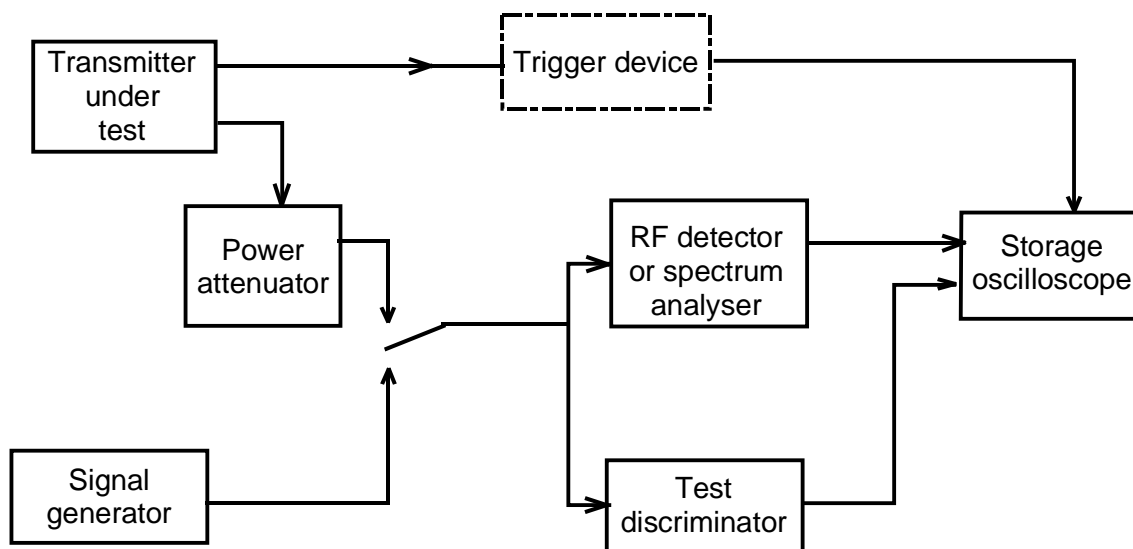 Transmitter
under
test
Trigger device
Power
attenuator
RF detector
or spectrum
analyser
Storage
oscilloscope
Signal
generator
Test
discriminator